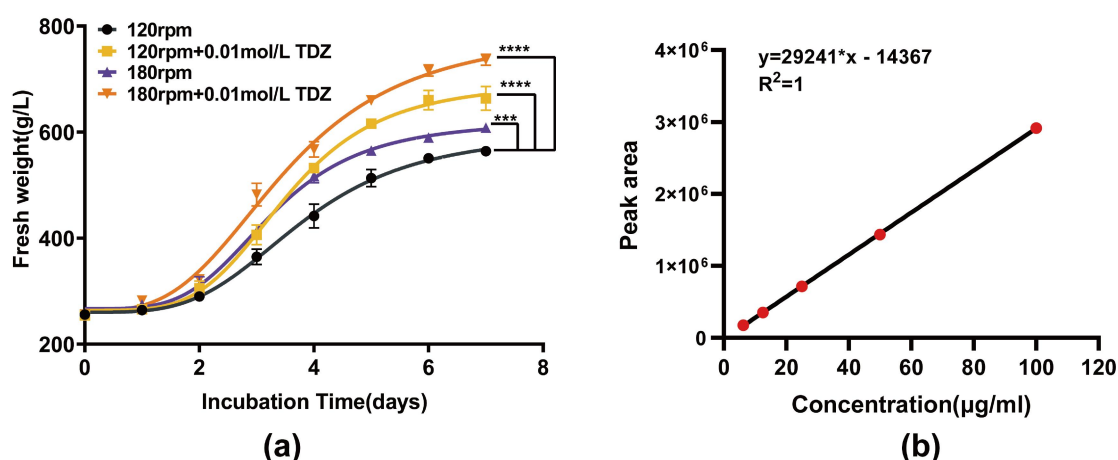 120rpm
120rpm+0.01mol/L TDZ
180rpm
180rpm+0.01mol/L TDZ
800
600
400
200
Fresh weight(g/L)
****
****
***
0 2 4 6 8
Incubation Time(days)
(a)
y=29241*x - 14367
R²=1
4×10⁶
3×10⁶
2×10⁶
1×10⁶
0
Peak area
0 20 40 60 80 100 120
Concentration(μg/ml)
(b)